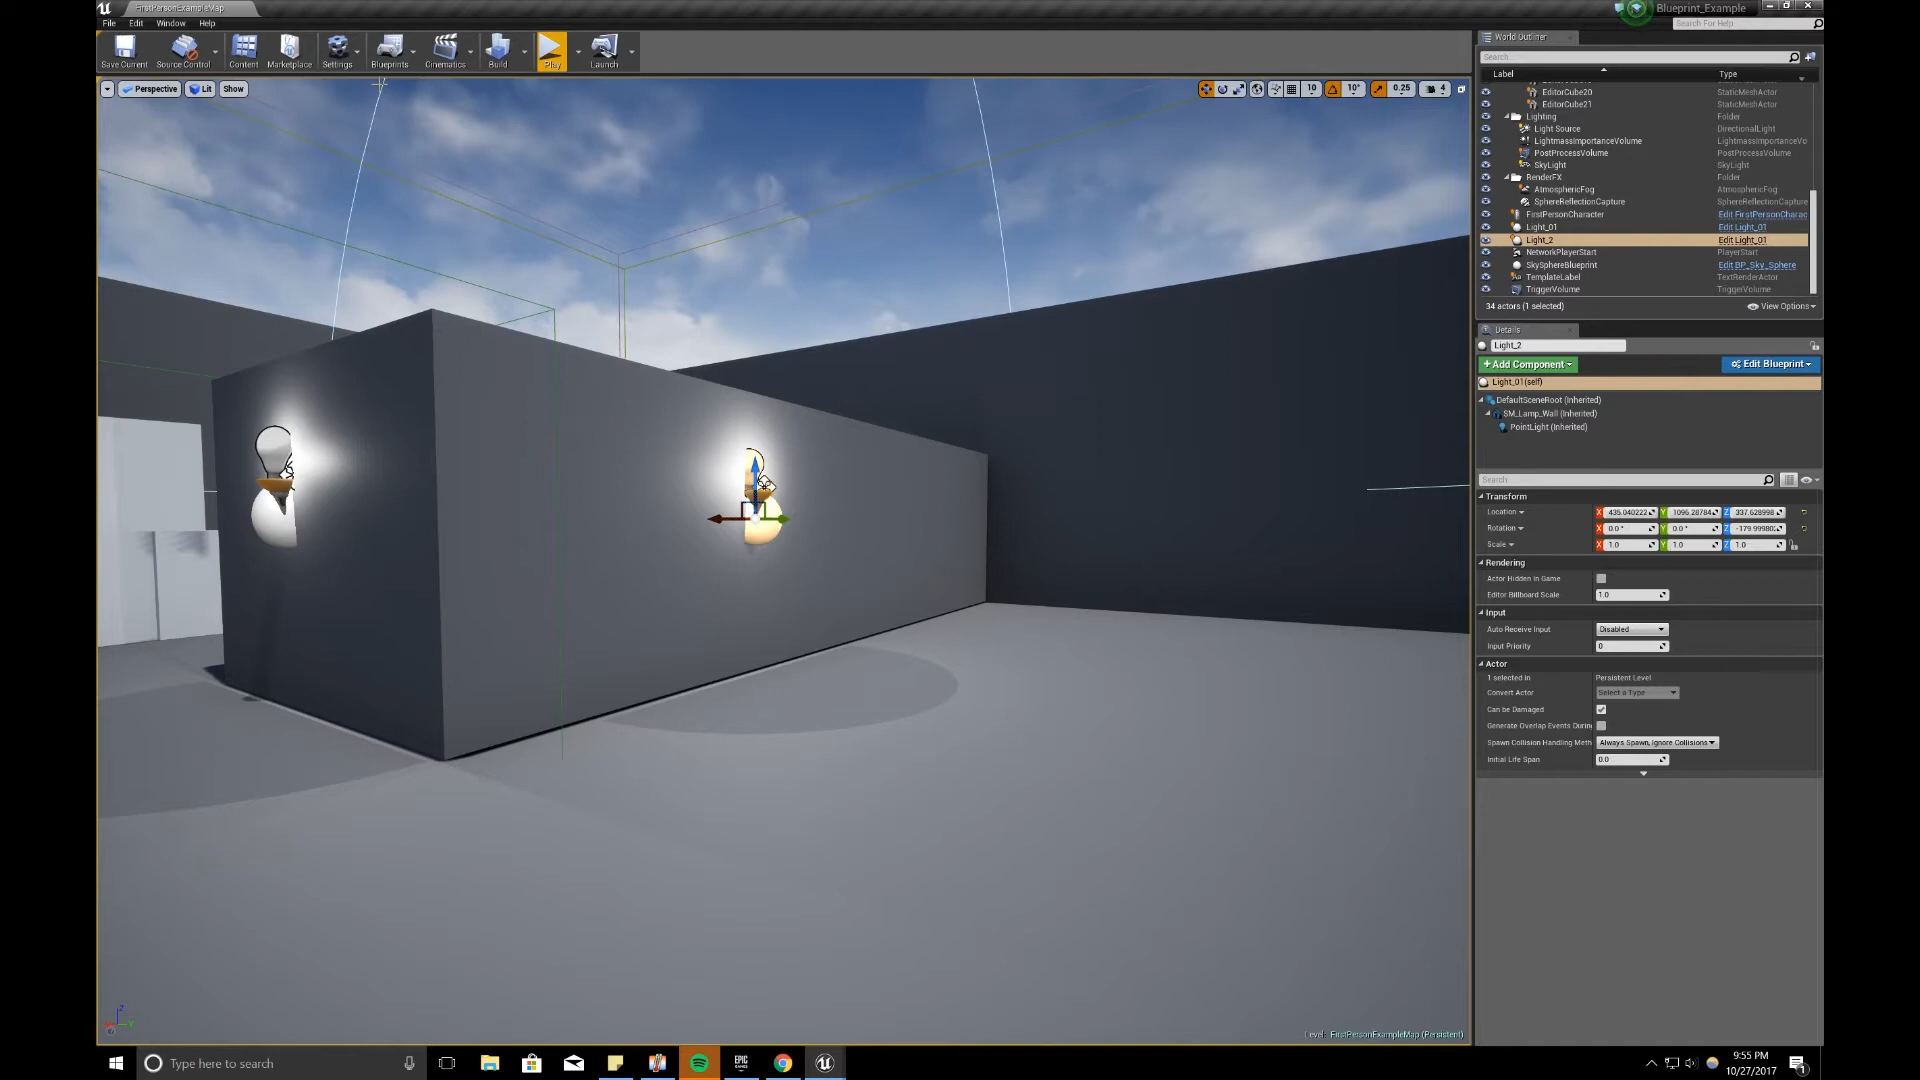 FirstPersonExampleMap
Blueprint_Example
File Edit Window Help
Search For Help
Save Current Source Control Content Marketplace Settings Blueprints Cinematics Build Play Launch
Perspective Lit Show
10 10° 0.25 4
World Outliner
Search...
Label Type
EditorCube20 StaticMeshActor
EditorCube21 StaticMeshActor
Lighting Folder
Light Source DirectionalLight
LightmassImportanceVolume LightmassImportanceVo
PostProcessVolume PostProcessVolume
SkyLight SkyLight
RenderFX Folder
AtmosphericFog AtmosphericFog
SphereReflectionCapture SphereReflectionCapture
FirstPersonCharacter Edit FirstPersonCharac
Light_01 Edit Light_01
Light_2 Edit Light_01
NetworkPlayerStart PlayerStart
SkySphereBlueprint Edit BP_Sky_Sphere
TemplateLabel TextRenderActor
TriggerVolume TriggerVolume
34 actors (1 selected) View Options
Details
Light_2
+Add Component Edit Blueprint
Light_01(self)
DefaultSceneRoot (Inherited)
SM_Lamp_Wall (Inherited)
PointLight (Inherited)
Search
Transform
Location X 435.040222 Y 1096.28784 Z 337.628998
Rotation X 0.0 ° Y 0.0 ° Z -179.99980
Scale X 1.0 Y 1.0 Z 1.0
Rendering
Actor Hidden In Game
Editor Billboard Scale 1.0
Input
Auto Receive Input Disabled
Input Priority 0
Actor
1 selected in Persistent Level
Convert Actor Select a Type
Can be Damaged
Generate Overlap Events During
Spawn Collision Handling Meth Always Spawn, Ignore Collisions
Initial Life Span 0.0
Z
Y
Level: FirstPersonExampleMap (Persistent)
Type here to search
EPIC GAMES
9:55 PM
10/27/2017
1